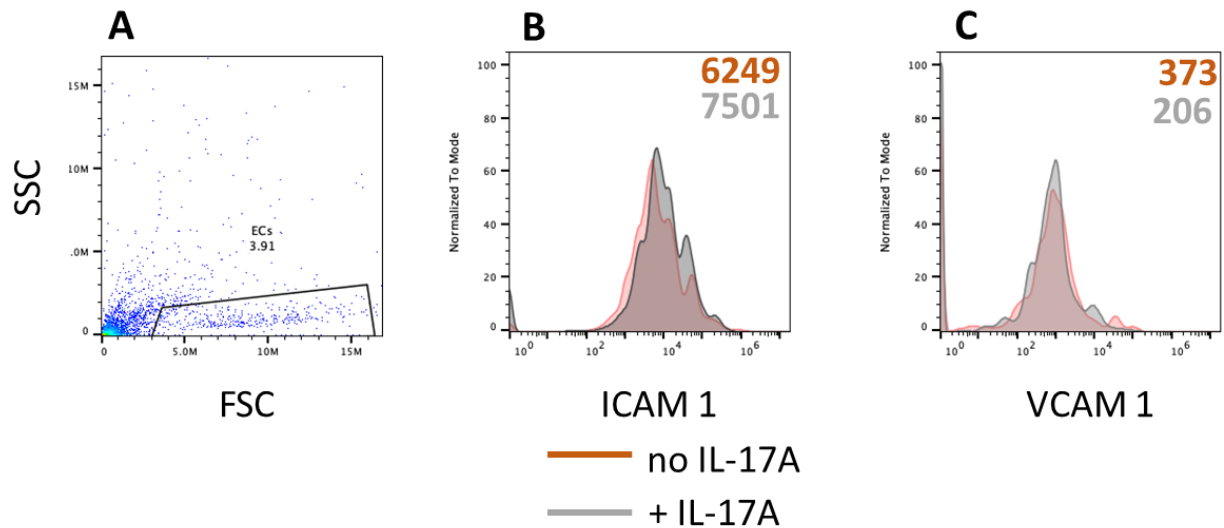 A
SSC
15M
10M
.0M
0
ECs
3.91
0
5.0M
10M
15M
FSC
B
Normalized To Mode
100
80
60
40
20
0
6249
7501
10^0
10^2
10^4
10^6
ICAM 1
C
Normalized To Mode
100
80
60
40
20
0
373
206
10^0
10^2
10^4
10^6
VCAM 1
no IL-17A
+ IL-17A